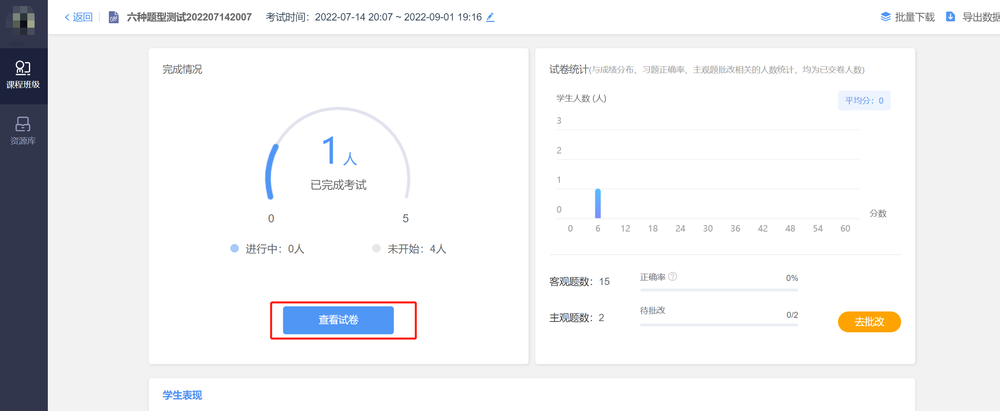 返回
六种题型测试202207142007
考试时间：2022-07-14 20:07 ~ 2022-09-01 19:16
批量下载
导出数据
课程班级
资源库
完成情况
1人
已完成考试
0
5
进行中：0人
未开始：4人
查看试卷
试卷统计(与成绩分布、习题正确率、主观题批改相关的人数统计，均为已交卷人数)
学生人数 (人)
平均分：0
3
2
1
0
分数
0 6 12 18 24 30 36 42 48 54 60
客观题数：15
正确率 ?
0%
主观题数：2
待批改
0/2
去批改
学生表现